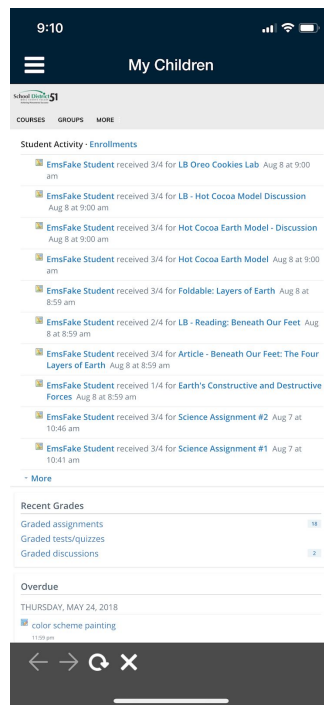 9:10
My Children
School District 51
COURSES GROUPS MORE
Student Activity · Enrollments
EmsFake Student received 3/4 for LB Oreo Cookies Lab Aug 8 at 9:00
am
EmsFake Student received 3/4 for LB - Hot Cocoa Model Discussion
Aug 8 at 9:00 am
EmsFake Student received 3/4 for Hot Cocoa Earth Model - Discussion
Aug 8 at 9:00 am
EmsFake Student received 3/4 for Hot Cocoa Earth Model Aug 8 at 9:00
am
EmsFake Student received 3/4 for Foldable: Layers of Earth Aug 8 at
8:59 am
EmsFake Student received 2/4 for LB - Reading: Beneath Our Feet Aug
8 at 8:59 am
EmsFake Student received 3/4 for Article - Beneath Our Feet: The Four
Layers of Earth Aug 8 at 8:59 am
EmsFake Student received 1/4 for Earth's Constructive and Destructive
Forces Aug 8 at 8:59 am
EmsFake Student received 3/4 for Science Assignment #2 Aug 7 at
10:46 am
EmsFake Student received 3/4 for Science Assignment #1 Aug 7 at
10:41 am
More
Recent Grades
Graded assignments 18
Graded tests/quizzes
Graded discussions 2
Overdue
THURSDAY, MAY 24, 2018
color scheme painting
11:59 pm